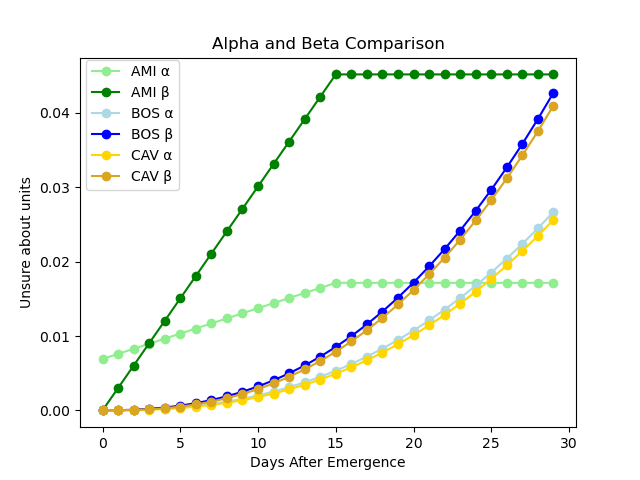 Alpha and Beta Comparison
AMI α
AMI β
BOS α
BOS β
CAV α
CAV β
Unsure about units
0.04
0.03
0.02
0.01
0.00
0 5 10 15 20 25 30
Days After Emergence